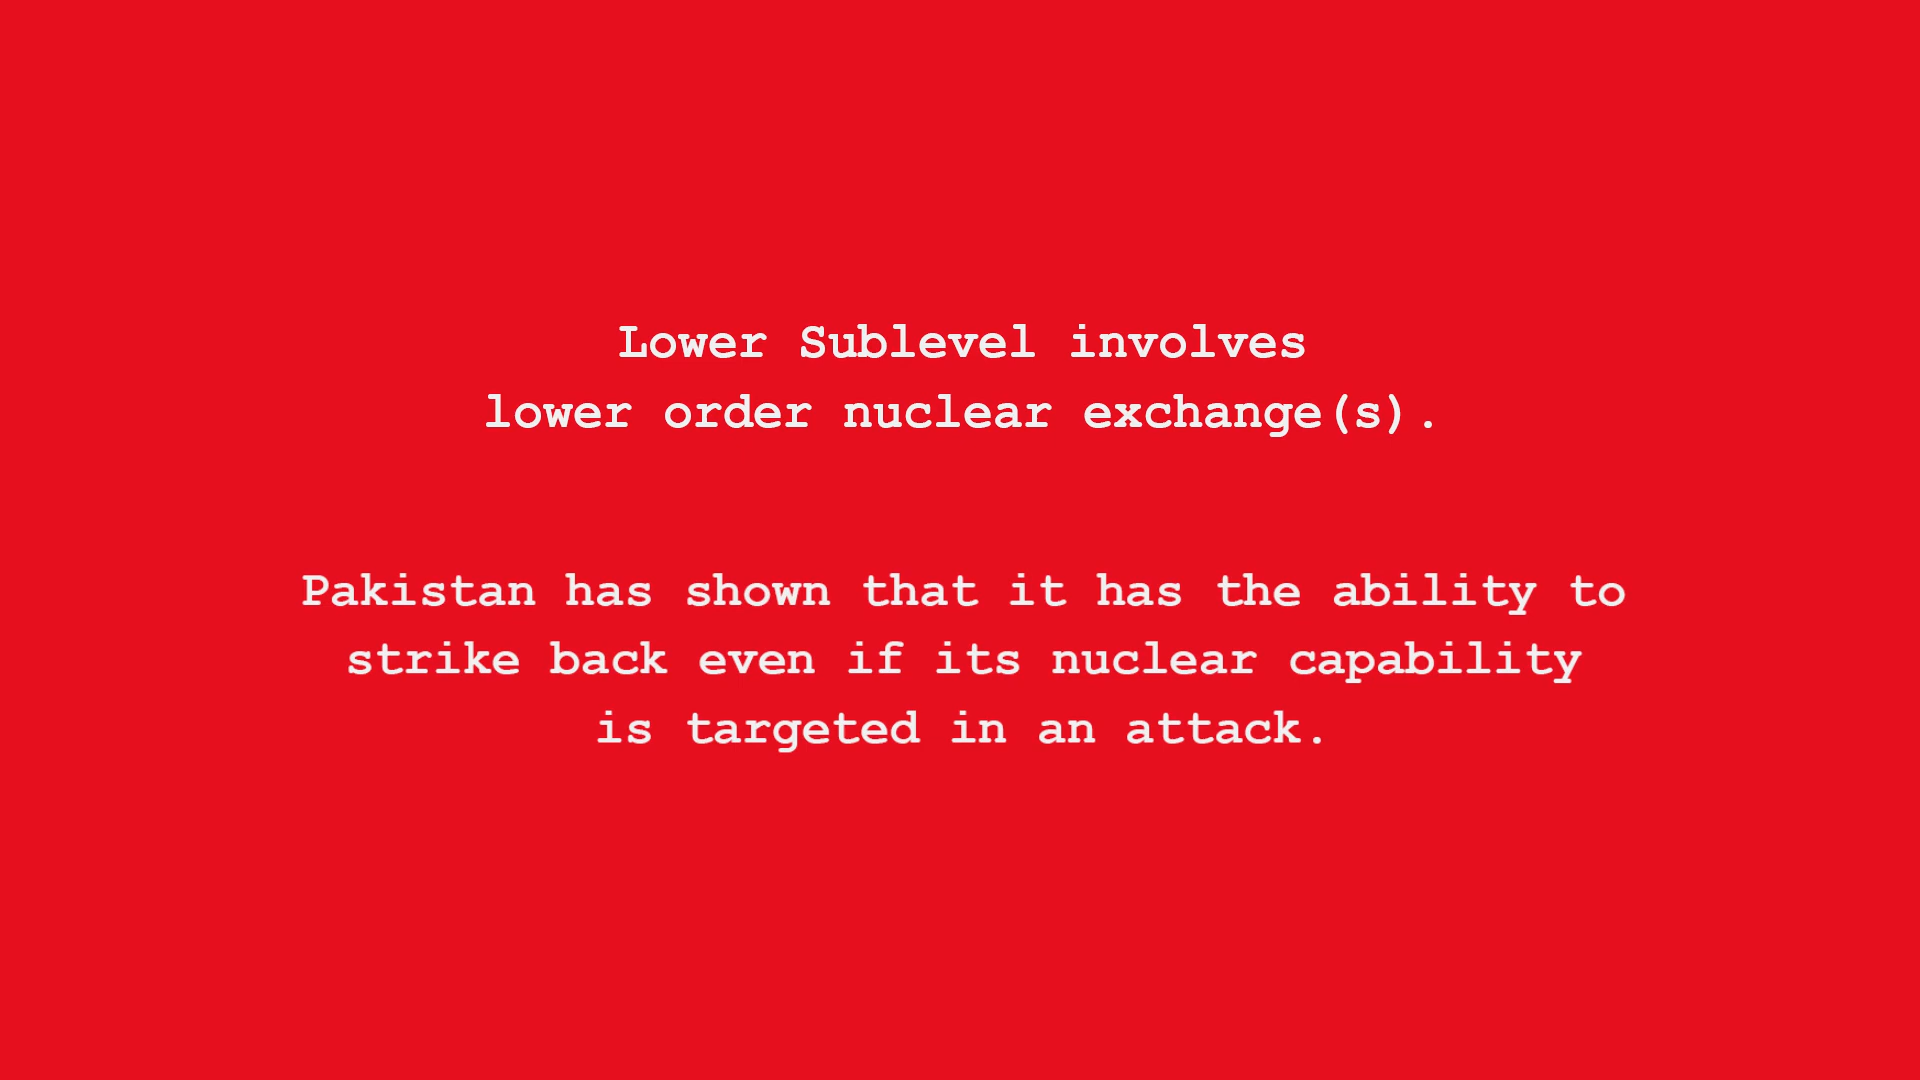 Lower Sublevel involves
lower order nuclear exchange(s).
Pakistan has shown that it has the ability to
strike back even if its nuclear capability
is targeted in an attack.